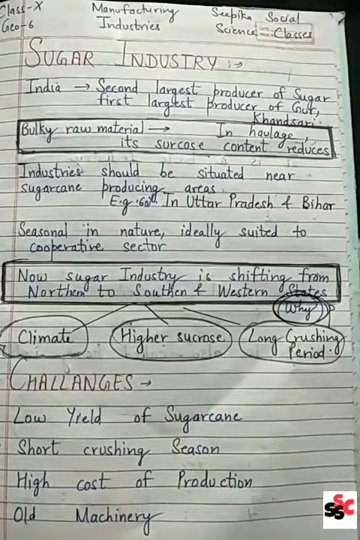 Class-X Manufacturing Seepika Social
Geo-6 Industries Science Classes
SUGAR INDUSTRY :→
India → Second largest producer of Sugar
first largest producer of Gur,
Khandsari.
Bulky raw material → In haulage,
its surcose content reduces
Industries should be situated near
sugarcane producing areas.
E.g. 60% In Uttar Pradesh & Bihar
Seasonal in nature, ideally suited to
cooperative sector
Now sugar Industry is shifting from
Northern to Southen & Western States
Why
Climate Higher sucrose Long Crushing
Period.
CHALLANGES →
Low Yield of Sugarcane
Short crushing Season
High cost of Production
Old Machinery
SSC